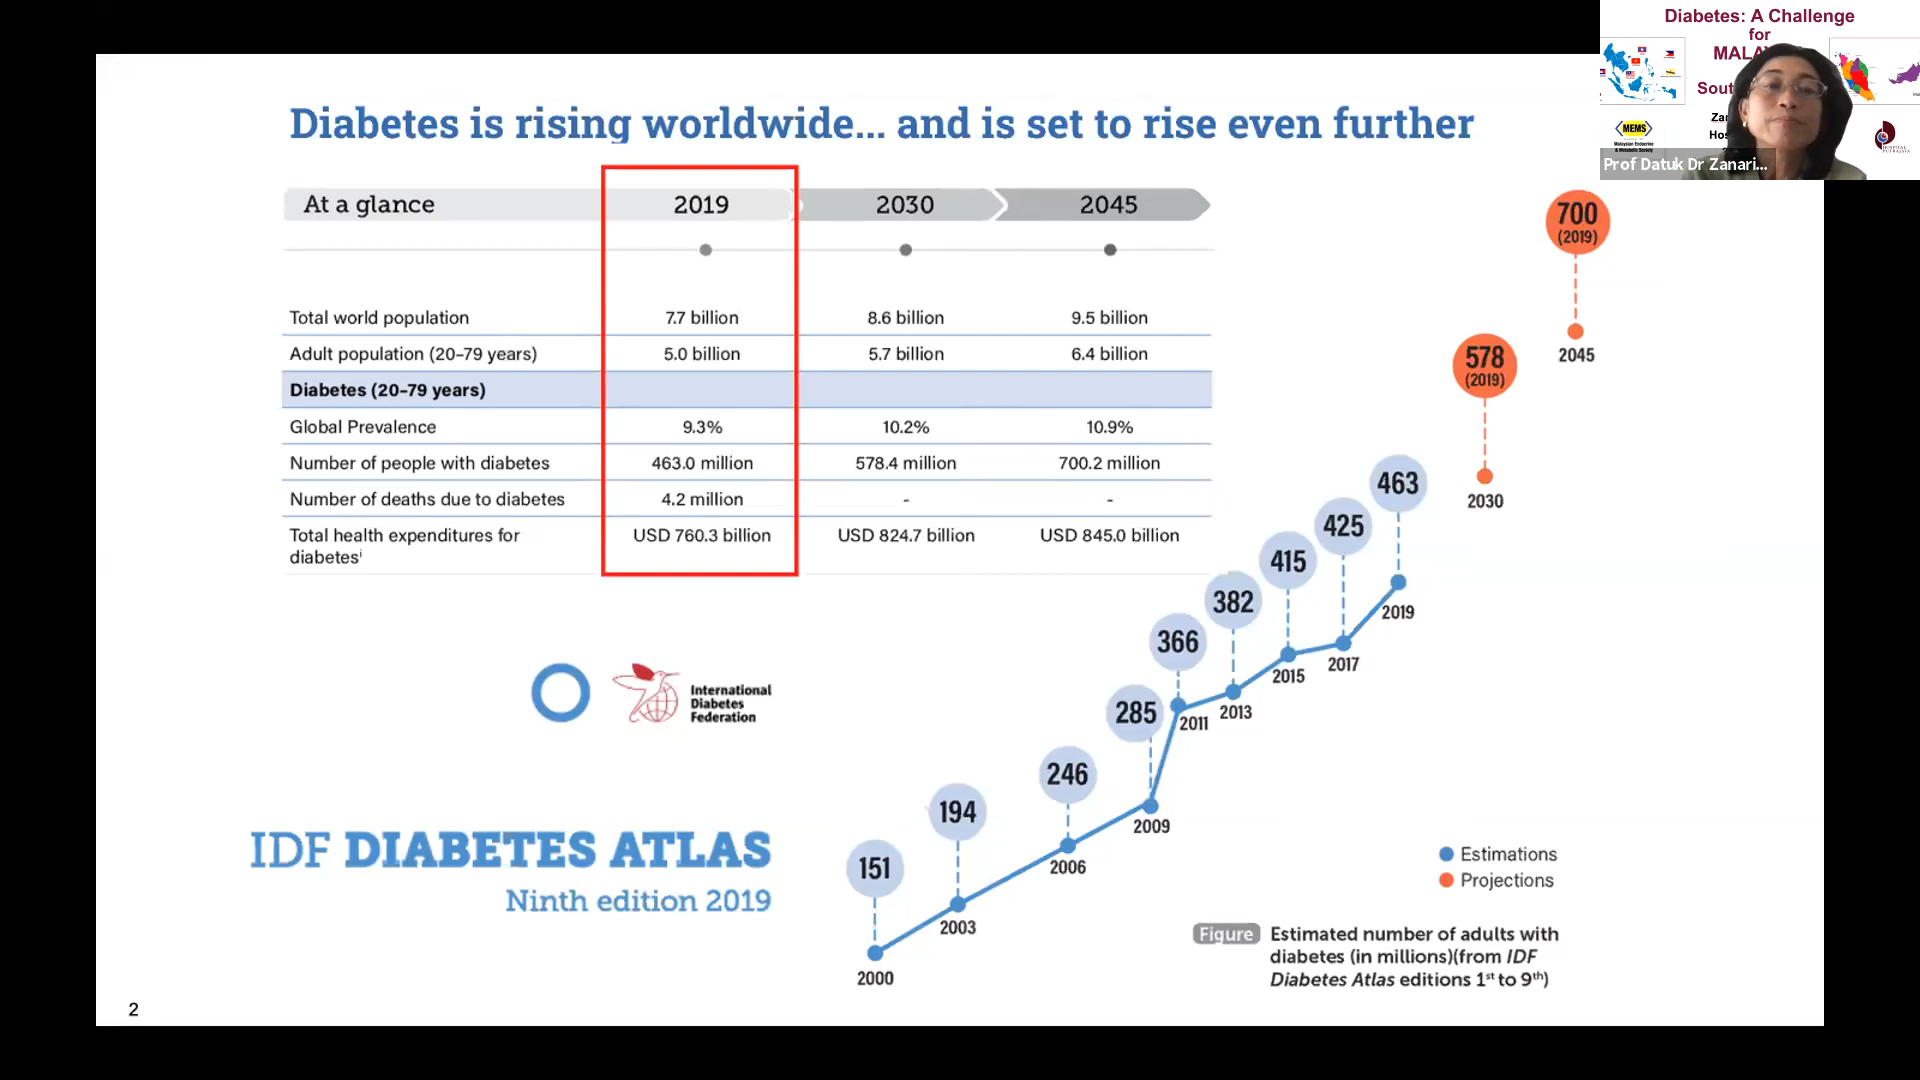 Diabetes is rising worldwide... and is set to rise even further
At a glance 2019 2030 2045
Total world population 7.7 billion 8.6 billion 9.5 billion
Adult population (20–79 years) 5.0 billion 5.7 billion 6.4 billion
Diabetes (20–79 years)
Global Prevalence 9.3% 10.2% 10.9%
Number of people with diabetes 463.0 million 578.4 million 700.2 million
Number of deaths due to diabetes 4.2 million - -
Total health expenditures for USD 760.3 billion USD 824.7 billion USD 845.0 billion
diabetesⁱ
International
Diabetes
Federation
IDF DIABETES ATLAS
Ninth edition 2019
151
2000
194
2003
246
2006
285
2009
366
2011
382
2013
415
2015
425
2017
463
2019
578
(2019)
2030
700
(2019)
2045
Estimations
Projections
Figure Estimated number of adults with
diabetes (in millions)(from IDF
Diabetes Atlas editions 1st to 9th)
2
Diabetes: A Challenge
for
MEMS
Malaysian Endocrine
& Metabolic Society
HOSPITAL
PUTRAJAYA
Prof Datuk Dr Zanari...